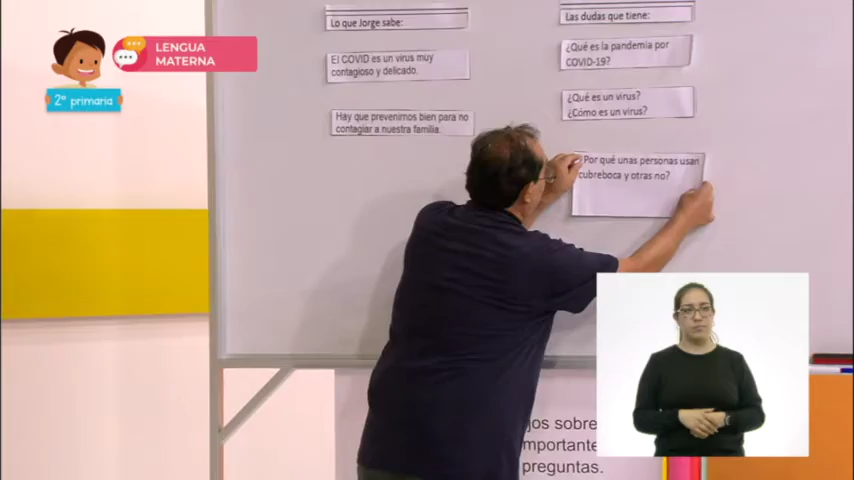 LENGUA
MATERNA
2° primaria
Lo que Jorge sabe:
El COVID es un virus muy
contagioso y delicado.
Hay que prevenirnos bien para no
contagiar a nuestra familia.
Las dudas que tiene:
¿Qué es la pandemia por
COVID-19?
¿Qué es un virus?
¿Cómo es un virus?
Por qué unas personas usan
cubreboca y otras no?
jos sobre
mportante
preguntas.